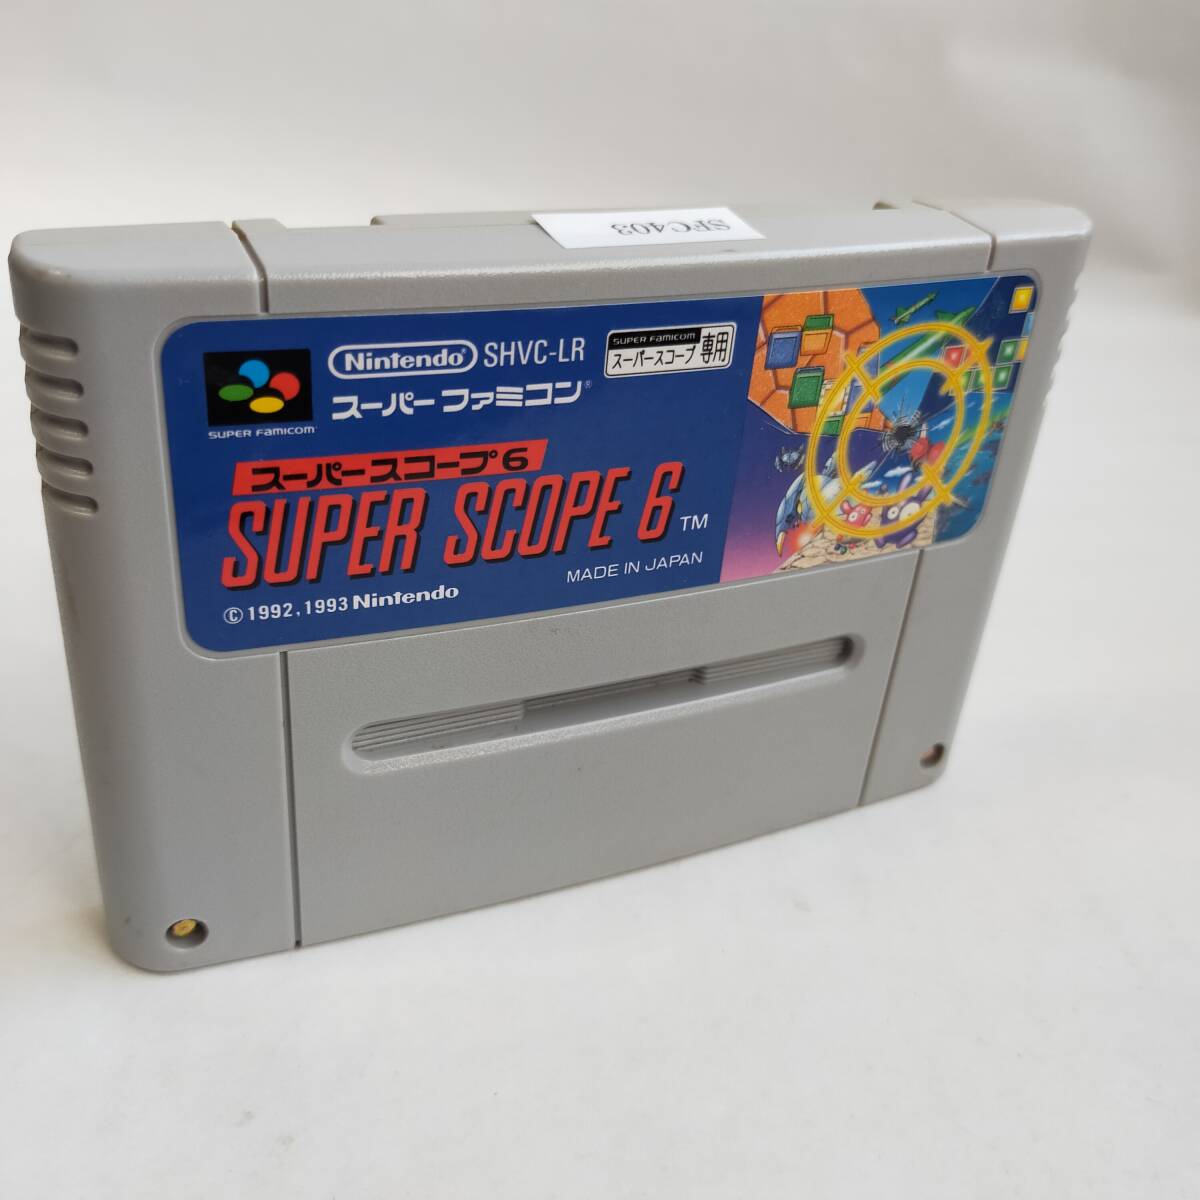 SFC403
Nintendo® SHVC-LR
SUPER FAMICOM
スーパースコープ 専用
スーパーファミコン®
SUPER FAMICOM
スーパースコープ6
SUPER SCOPE 6 TM
MADE IN JAPAN
© 1992,1993 Nintendo